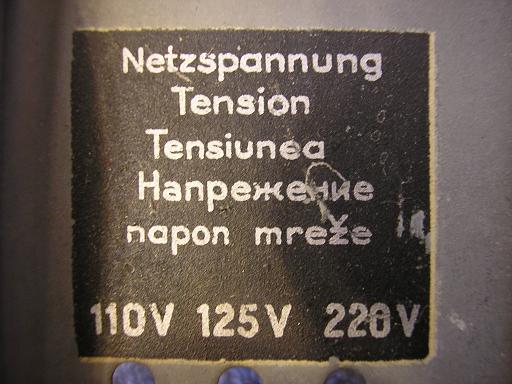 Netzspannung
Tension
Tensiunea
Напрежение
napon mreže
110V 125V 220V